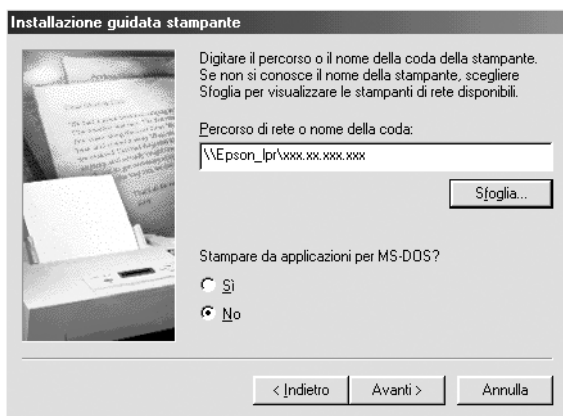 Installazione guidata stampante
Digitare il percorso o il nome della coda della stampante.
Se non si conosce il nome della stampante, scegliere
Sfoglia per visualizzare le stampanti di rete disponibili.
Percorso di rete o nome della coda:
\\Epson_lpr\xxx.xx.xxx.xxx
Sfoglia...
Stampare da applicazioni per MS-DOS?
Sì
No
< Indietro
Avanti >
Annulla